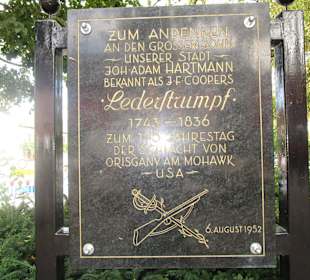 ZUM ANDENKEN
AN DEN GROSSEN SOHN
UNSERER STADT
JOH. ADAM HARTMANN
BEKANNT ALS J·F·COOPERS
Lederstrumpf
1743 – 1836
ZUM JAHRESTAG
DER SCHLACHT VON
ORISGANY AM MOHAWK
– USA –
6. AUGUST 1952